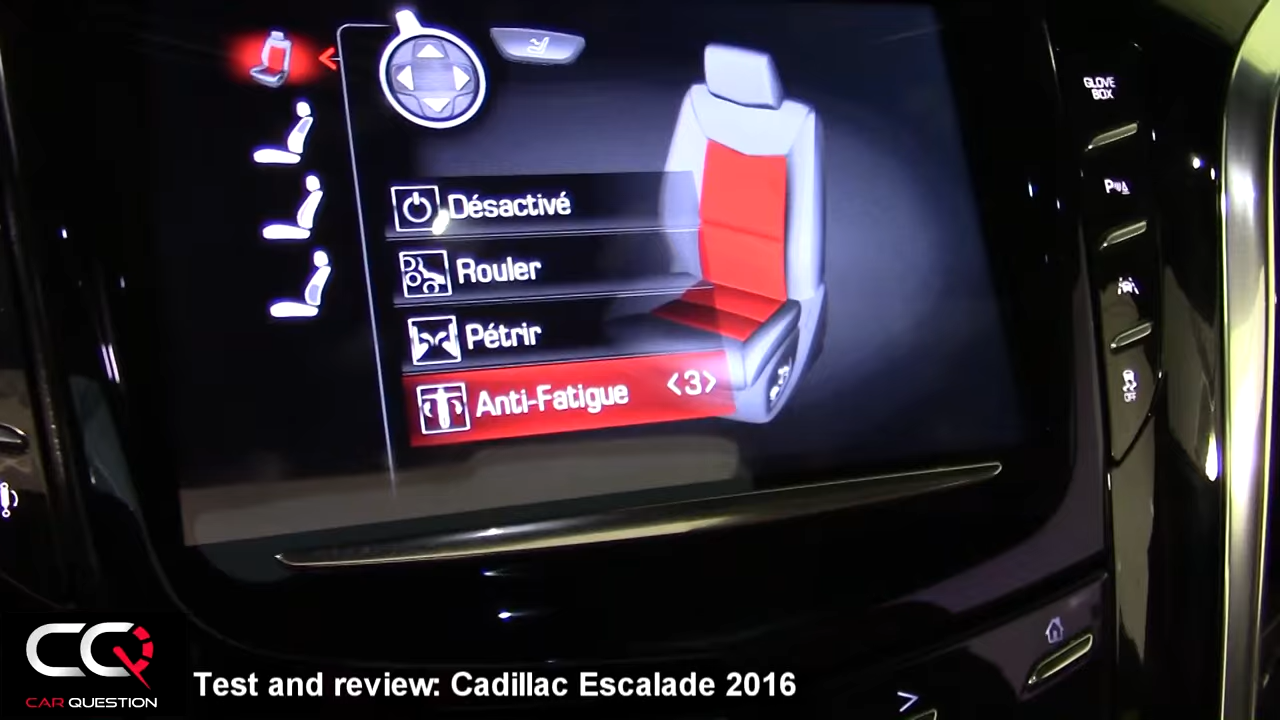 GLOVE
BOX
P
Désactivé
Rouler
Pétrir
Anti-Fatigue <3>
OFF
CQ
CAR QUESTION
Test and review: Cadillac Escalade 2016